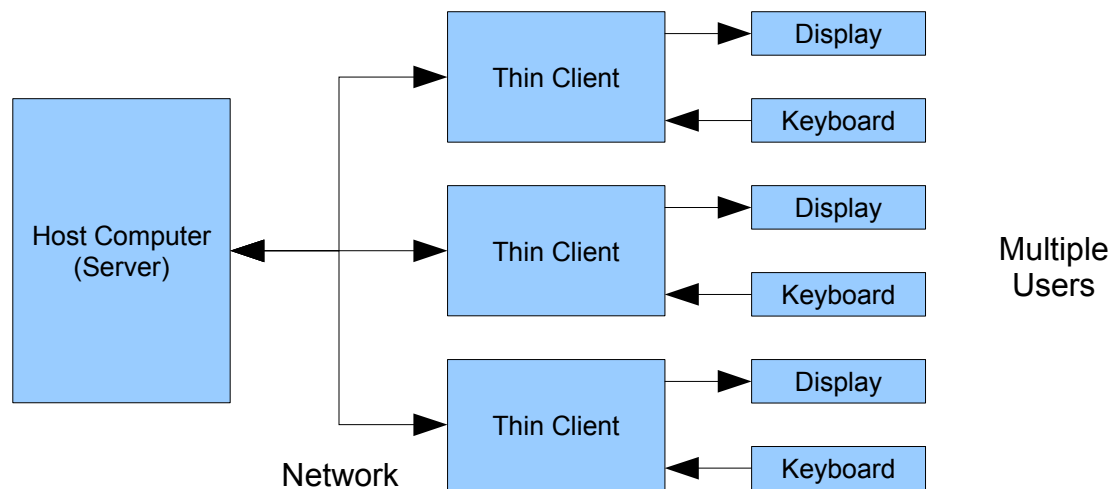 Host Computer
(Server)
Thin Client
Display
Keyboard
Thin Client
Display
Keyboard
Thin Client
Display
Keyboard
Multiple
Users
Network